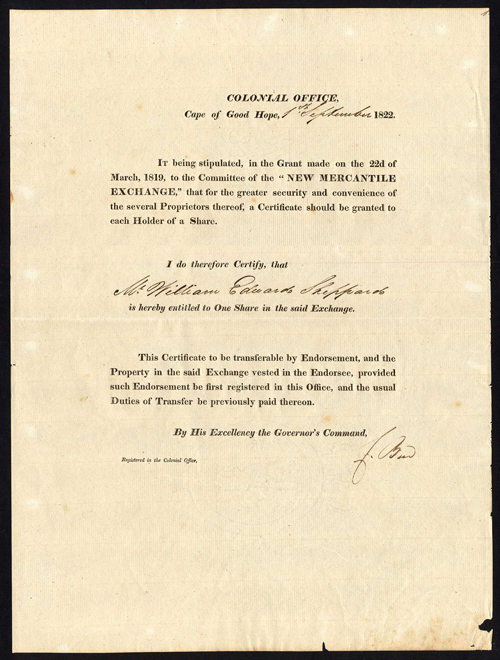 COLONIAL OFFICE,
Cape of Good Hope, 1st September 1822.
IT being stipulated, in the Grant made on the 22d of
March, 1819, to the Committee of the “ NEW MERCANTILE
EXCHANGE,” that for the greater security and convenience
of the several Proprietors thereof, a Certificate should be granted to
each Holder of a Share.
I do therefore Certify, that
Mr William Edward Sheppard
is hereby entitled to One Share in the said Exchange.
This Certificate to be transferable by Endorsement, and the
Property in the said Exchange vested in the Endorsee, provided
such Endorsement be first registered in this Office, and the usual
Duties of Transfer be previously paid thereon.
By His Excellency the Governor's Command,
C. Bird
Registered in the Colonial Office,